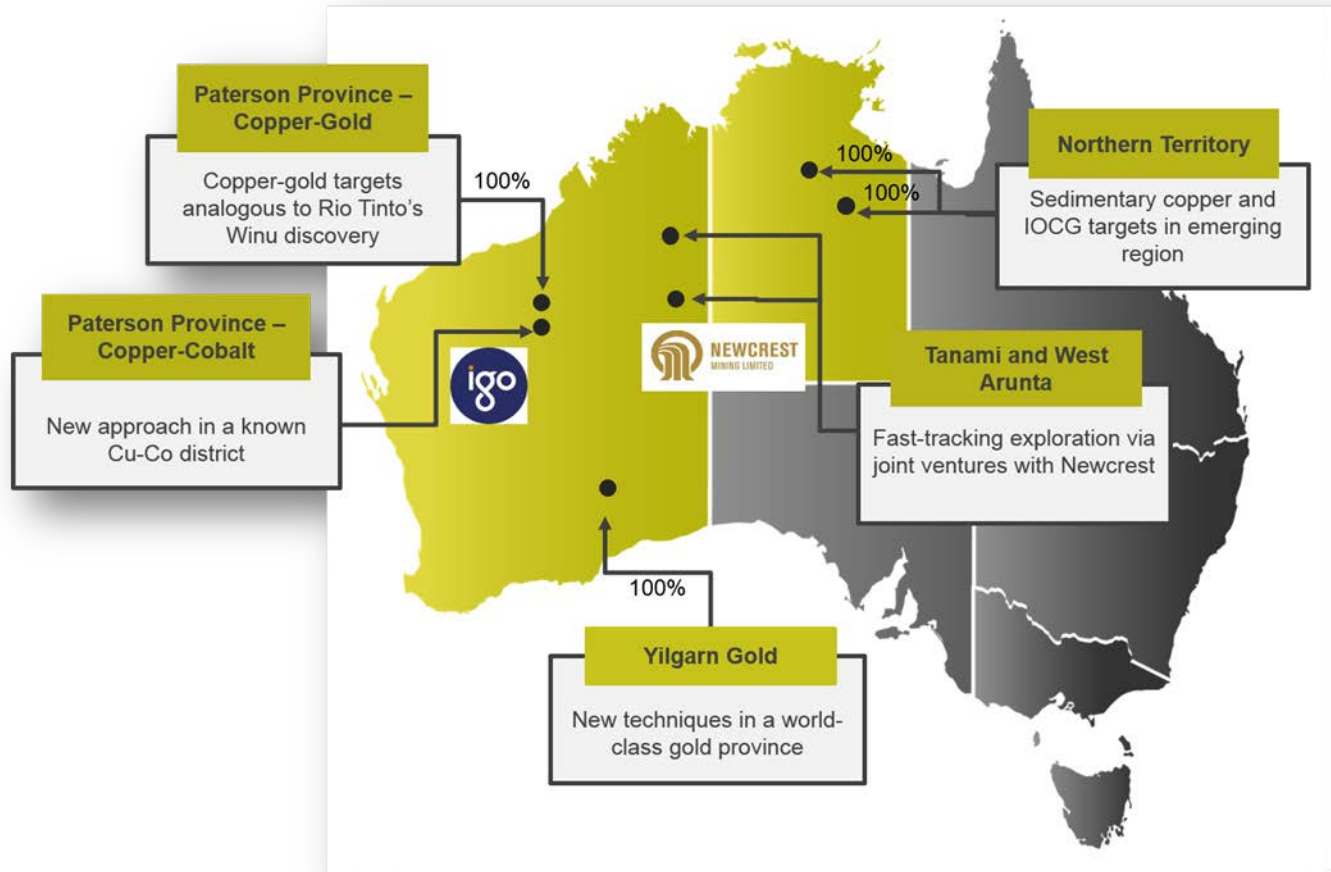 Paterson Province –
Copper-Gold
Copper-gold targets
analogous to Rio Tinto's
Winu discovery
100%
Paterson Province –
Copper-Cobalt
New approach in a known
Cu-Co district
igo
NEWCREST
MINING LIMITED
100%
100%
Northern Territory
Sedimentary copper and
IOCG targets in emerging
region
Tanami and West
Arunta
Fast-tracking exploration via
joint ventures with Newcrest
100%
Yilgarn Gold
New techniques in a world-
class gold province